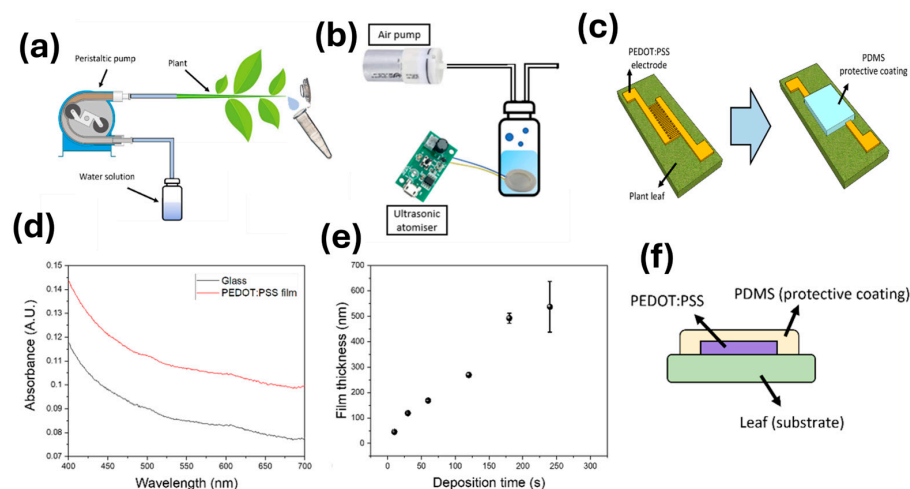 (a)
Peristaltic pump
Plant
Water solution
(b)
Air pump
Ultrasonic
atomiser
(c)
PEDOT:PSS
electrode
PDMS
protective coating
Plant leaf
(d)
Glass
PEDOT:PSS film
Absorbance (A.U.)
0.15
0.14
0.13
0.12
0.11
0.1
0.09
0.08
0.07
400
450
500
550
600
650
700
Wavelength (nm)
(e)
Film thickness (nm)
700
600
500
400
300
200
100
0
0
50
100
150
200
250
300
Deposition time (s)
(f)
PEDOT:PSS
PDMS (protective coating)
Leaf (substrate)